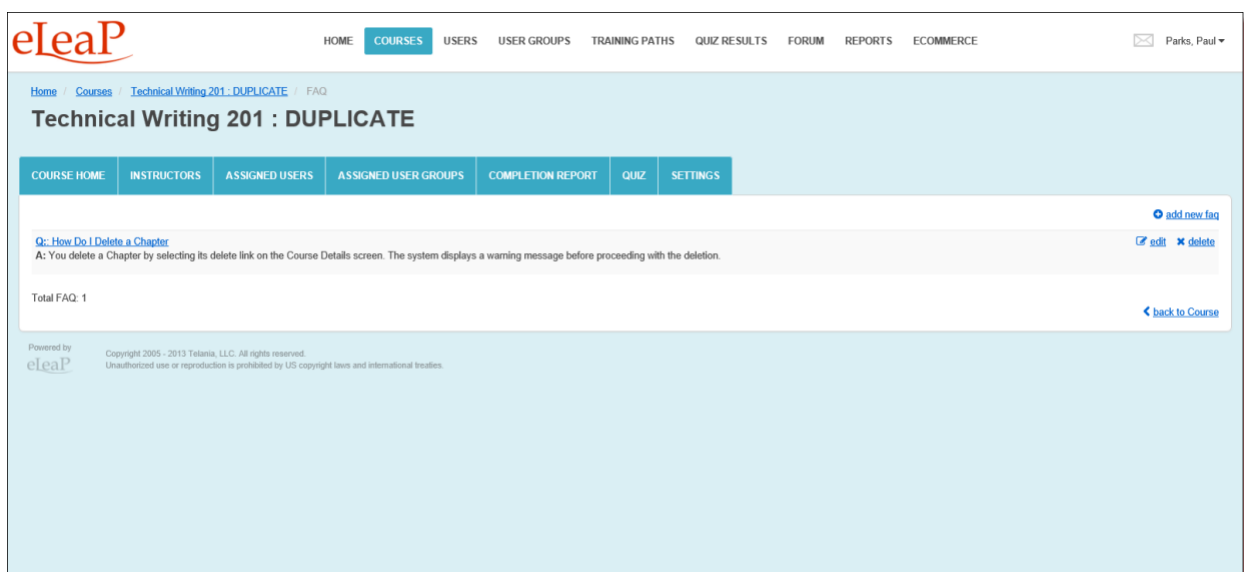 eLeaP
HOME COURSES USERS USER GROUPS TRAINING PATHS QUIZ RESULTS FORUM REPORTS ECOMMERCE Parks, Paul
Home / Courses / Technical Writing 201 : DUPLICATE / FAQ
Technical Writing 201 : DUPLICATE
COURSE HOME INSTRUCTORS ASSIGNED USERS ASSIGNED USER GROUPS COMPLETION REPORT QUIZ SETTINGS
add new faq
Q:: How Do I Delete a Chapter edit delete
A: You delete a Chapter by selecting its delete link on the Course Details screen. The system displays a warning message before proceeding with the deletion.
Total FAQ: 1
back to Course
Powered by
eLeaP
Copyright 2005 - 2013 Telania, LLC. All rights reserved.
Unauthorized use or reproduction is prohibited by US copyright laws and international treaties.